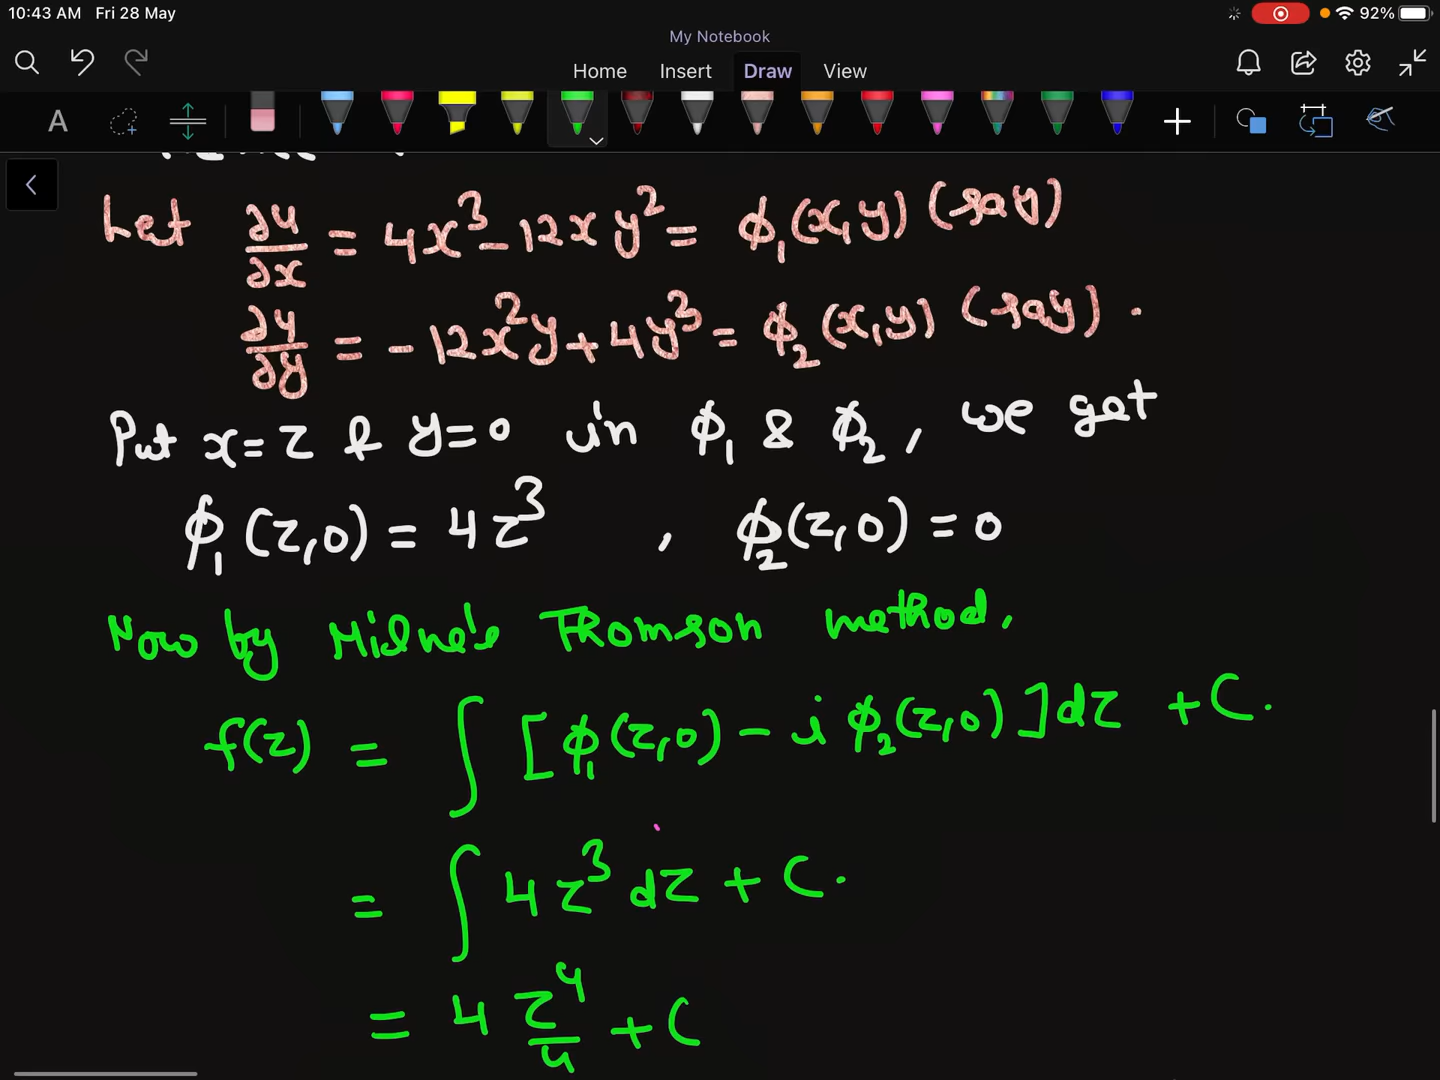 10:43 AM Fri 28 May 92%
My Notebook
Home Insert Draw View
A
Let ∂u/∂x = 4x³ - 12xy² = ϕ₁(x,y) (say)
∂u/∂y = - 12x²y + 4y³ = ϕ₂(x,y) (say).
Put x=z & y=0 in ϕ₁ & ϕ₂, we get
ϕ₁(z,0) = 4z³ , ϕ₂(z,0) = 0
Now by Milne's Thomson method,
f(z) = ∫ [ϕ₁(z,0) - i ϕ₂(z,0)]dz + C.
= ∫ 4z³ dz + C.
= 4 z⁴/4 + C